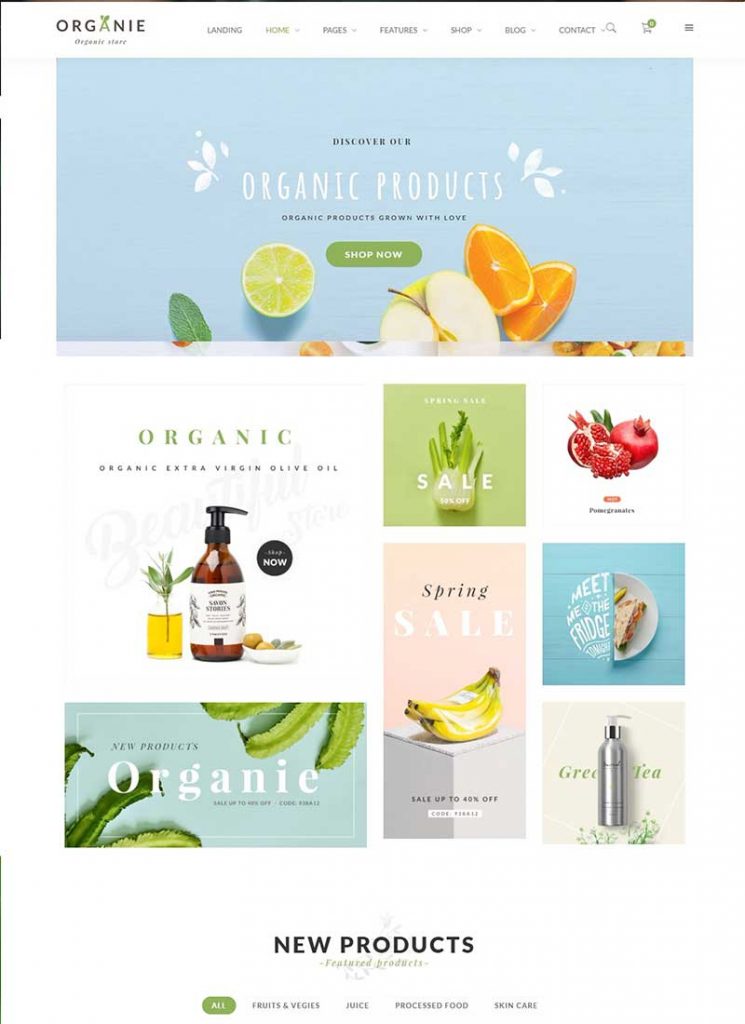 ORGANIE
Organic store
LANDING
HOME
PAGES
FEATURES
SHOP
BLOG
CONTACT
0
DISCOVER OUR
ORGANIC PRODUCTS
ORGANIC PRODUCTS GROWN WITH LOVE
SHOP NOW
ORGANIC
ORGANIC EXTRA VIRGIN OLIVE OIL
Beautiful
Store
-Shop-
NOW
SAVON
STORIES
SPRING SALE
SALE
50% OFF
HOT
Pomegranates
Spring
SALE
SALE UP TO 40% OFF
CODE: 938A12
MEET
ME @ THE
FRIDGE
TONIGHT
NEW PRODUCTS
Organie
SALE UP TO 40% OFF - CODE: 938A12
Green Tea
NEW PRODUCTS
-Featured products-
ALL
FRUITS & VEGIES
JUICE
PROCESSED FOOD
SKIN CARE